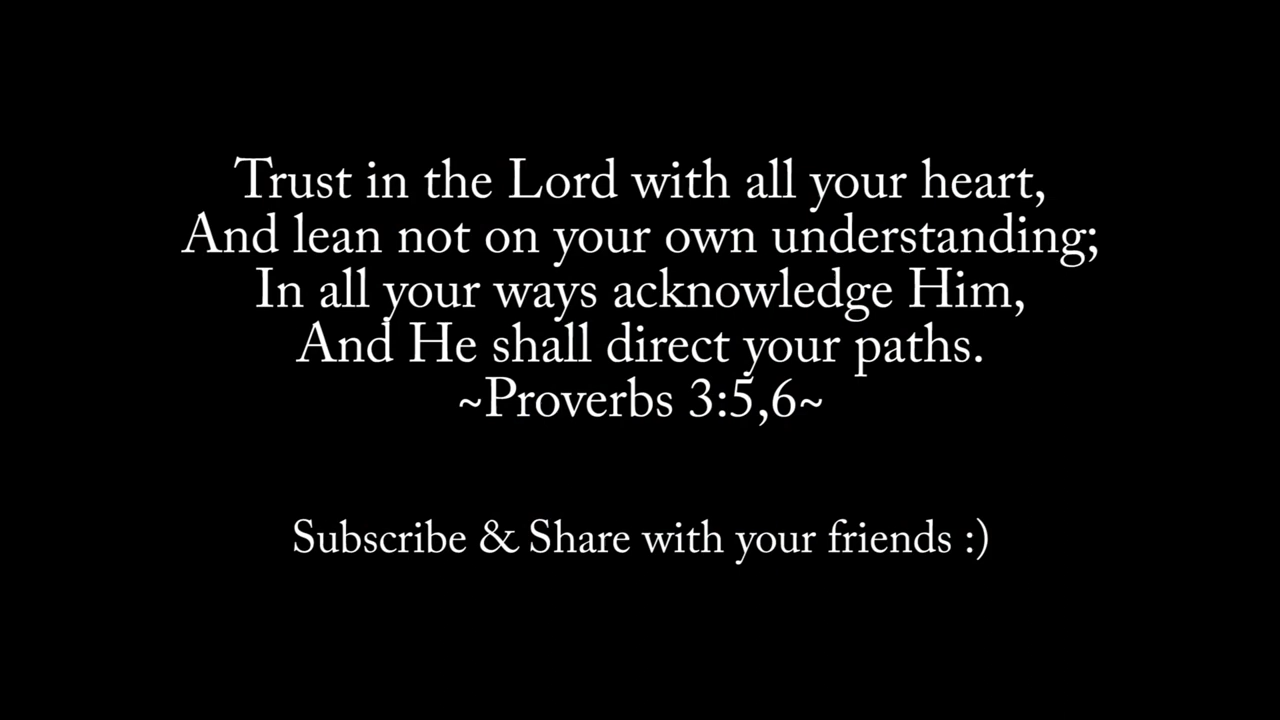 Trust in the Lord with all your heart,
And lean not on your own understanding;
In all your ways acknowledge Him,
And He shall direct your paths.
~Proverbs 3:5,6~
Subscribe & Share with your friends :)